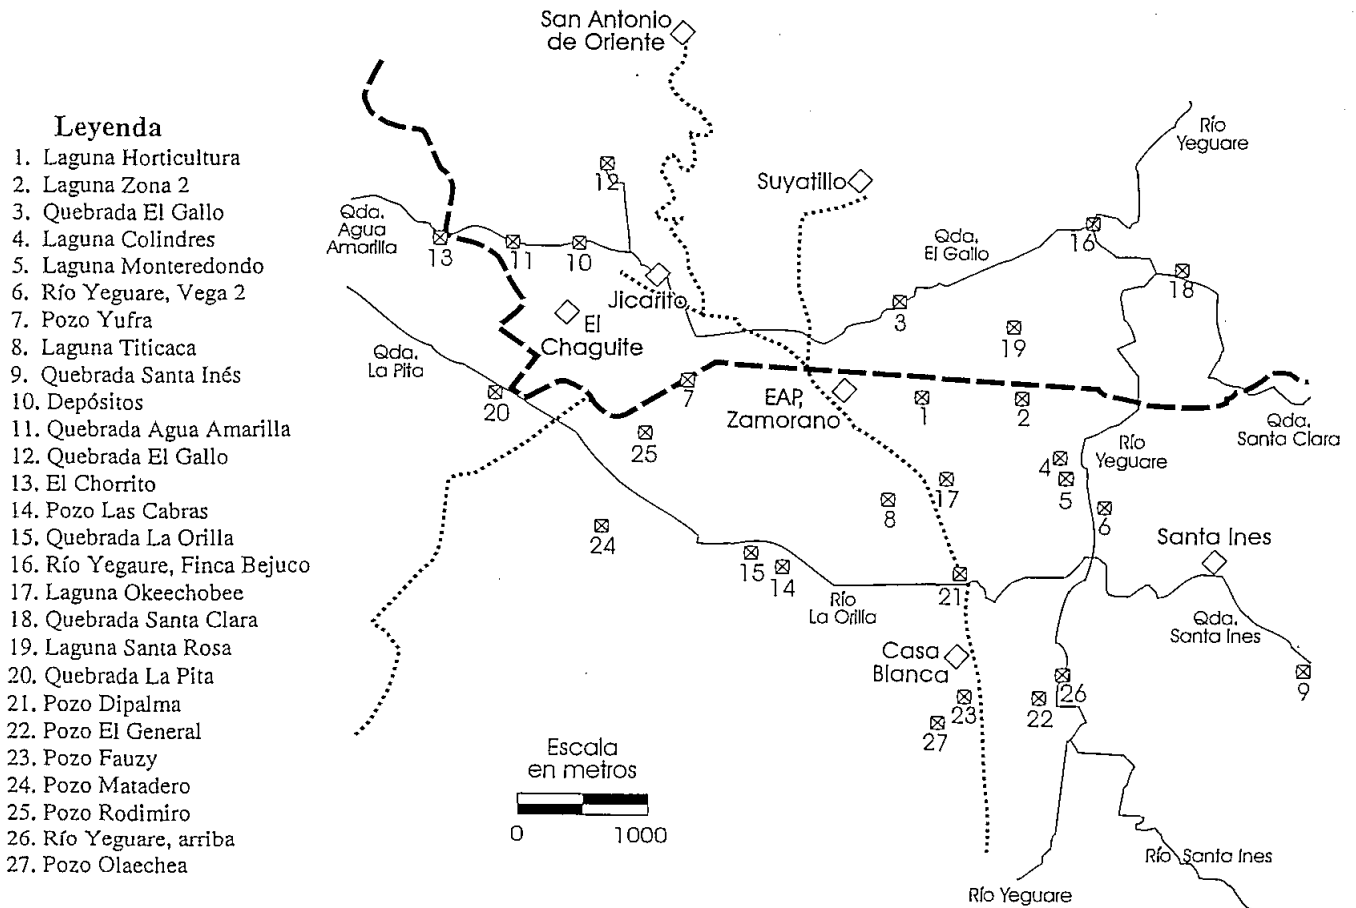 Leyenda
1. Laguna Horticultura
2. Laguna Zona 2
3. Quebrada El Gallo
4. Laguna Colindres
5. Laguna Monteredondo
6. Río Yeguare, Vega 2
7. Pozo Yufra
8. Laguna Titicaca
9. Quebrada Santa Inés
10. Depósitos
11. Quebrada Agua Amarilla
12. Quebrada El Gallo
13. El Chorrito
14. Pozo Las Cabras
15. Quebrada La Orilla
16. Río Yegaure, Finca Bejuco
17. Laguna Okeechobee
18. Quebrada Santa Clara
19. Laguna Santa Rosa
20. Quebrada La Pita
21. Pozo Dipalma
22. Pozo El General
23. Pozo Fauzy
24. Pozo Matadero
25. Pozo Rodimiro
26. Río Yeguare, arriba
27. Pozo Olaechea
San Antonio
de Oriente
Río
Yeguare
12
Suyatillo
Qda.
Agua
Amarilla
13
11
10
16
Qda.
El Gallo
18
Jicarito
3
El
Chaguite
19
Qda.
La Pita
20
7
EAP,
Zamorano
1
2
Qda.
Santa Clara
25
Río
Yeguare
4
5
17
8
6
24
Santa Ines
15
14
21
Río
La Orilla
Qda.
Santa Ines
Casa
Blanca
9
26
23
22
27
Escala
en metros
0
1000
Río Santa Ines
Río Yeguare